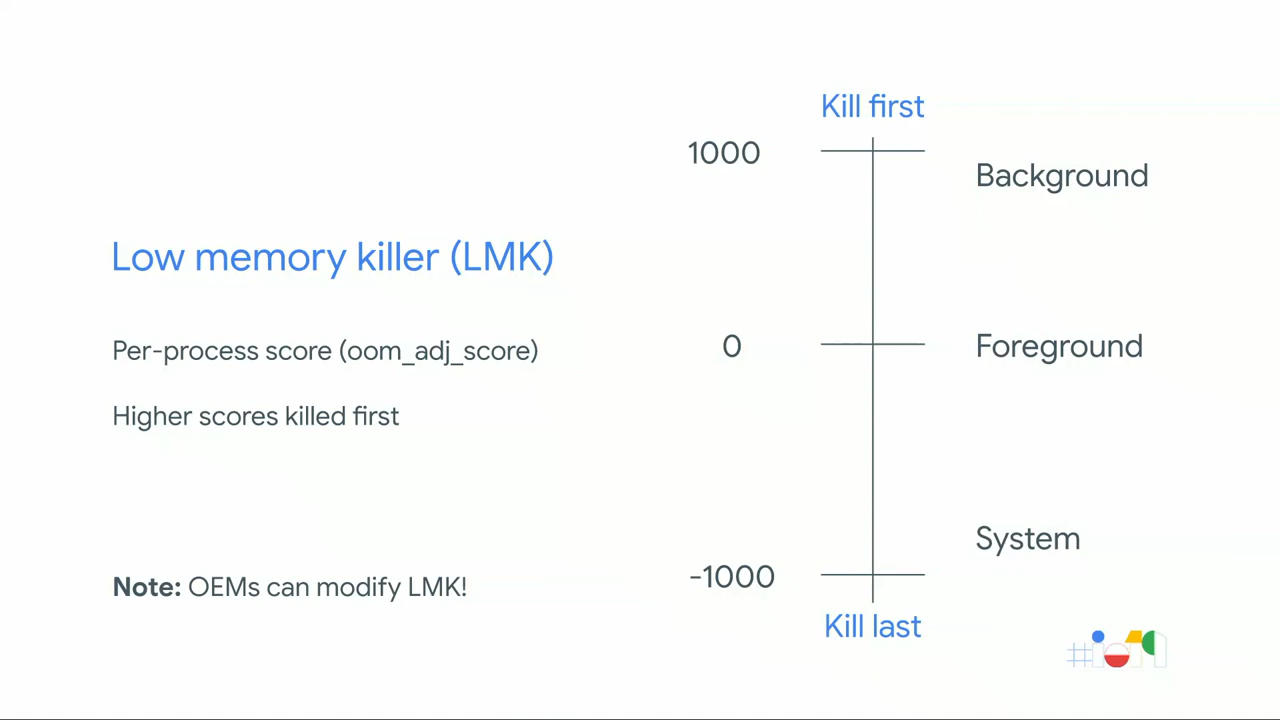 Low memory killer (LMK)
Per-process score (oom_adj_score)
Higher scores killed first
Note: OEMs can modify LMK!
Kill first
1000
Background
0
Foreground
System
-1000
Kill last
#io19